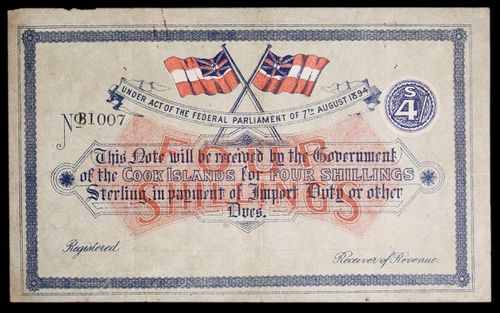 UNDER ACT OF THE FEDERAL PARLIAMENT OF 7TH AUGUST 1894
S
4/
No B1007
FOUR
SHILLINGS
This Note will be received by the Government
of the COOK ISLANDS for FOUR SHILLINGS
Sterling in payment of Import Duty or other
Dues.
Registered
Receiver of Revenue.